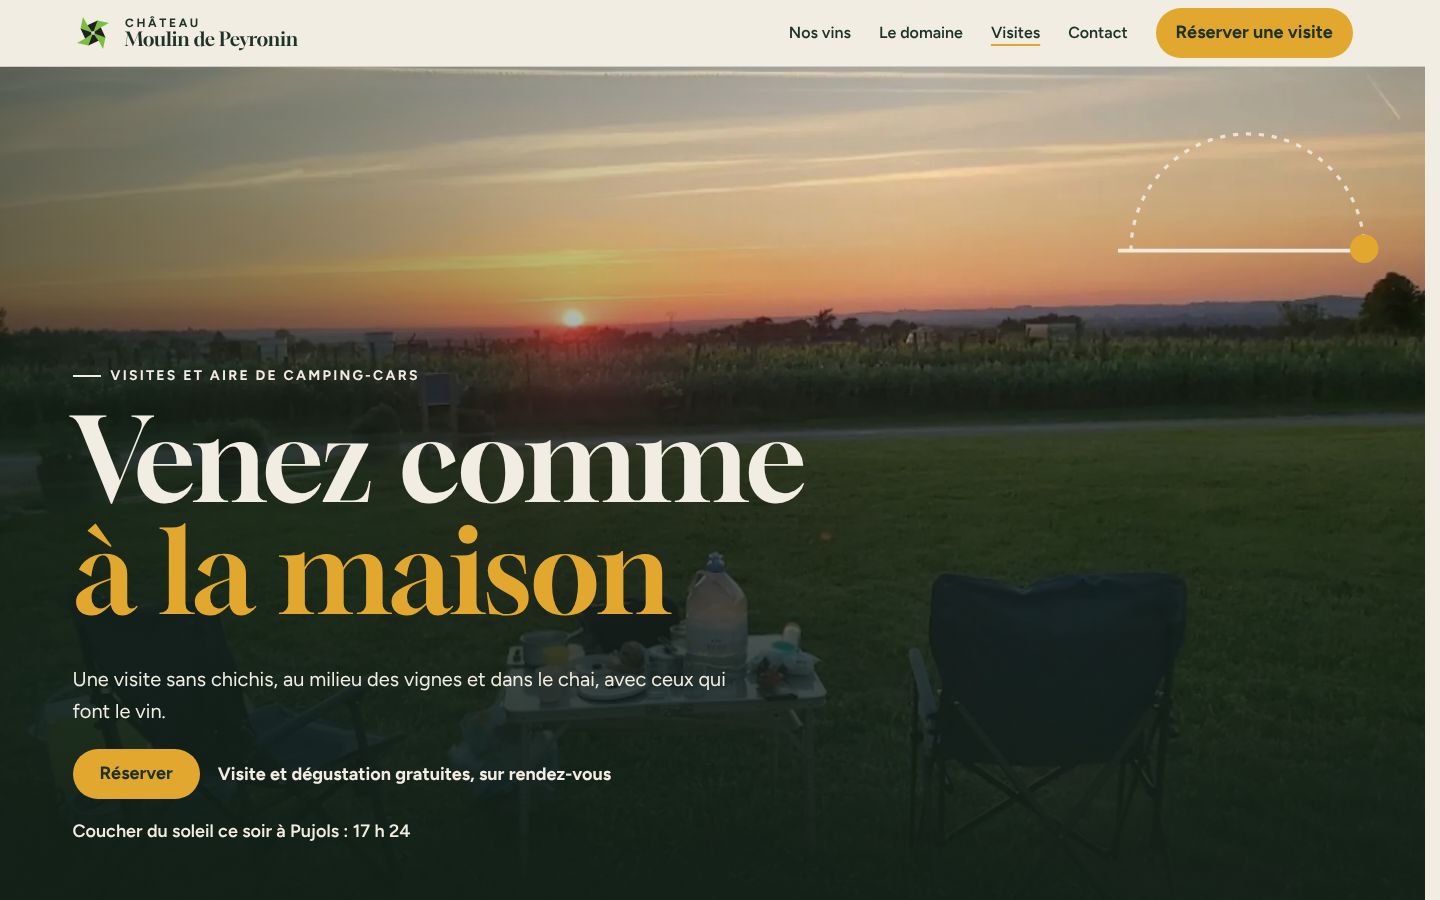 CHÂTEAU
Moulin de Peyronin
Nos vins
Le domaine
Visites
Contact
Réserver une visite
VISITES ET AIRE DE CAMPING-CARS
Venez comme
à la maison
Une visite sans chichis, au milieu des vignes et dans le chai, avec ceux qui
font le vin.
Réserver
Visite et dégustation gratuites, sur rendez-vous
Coucher du soleil ce soir à Pujols : 17 h 24